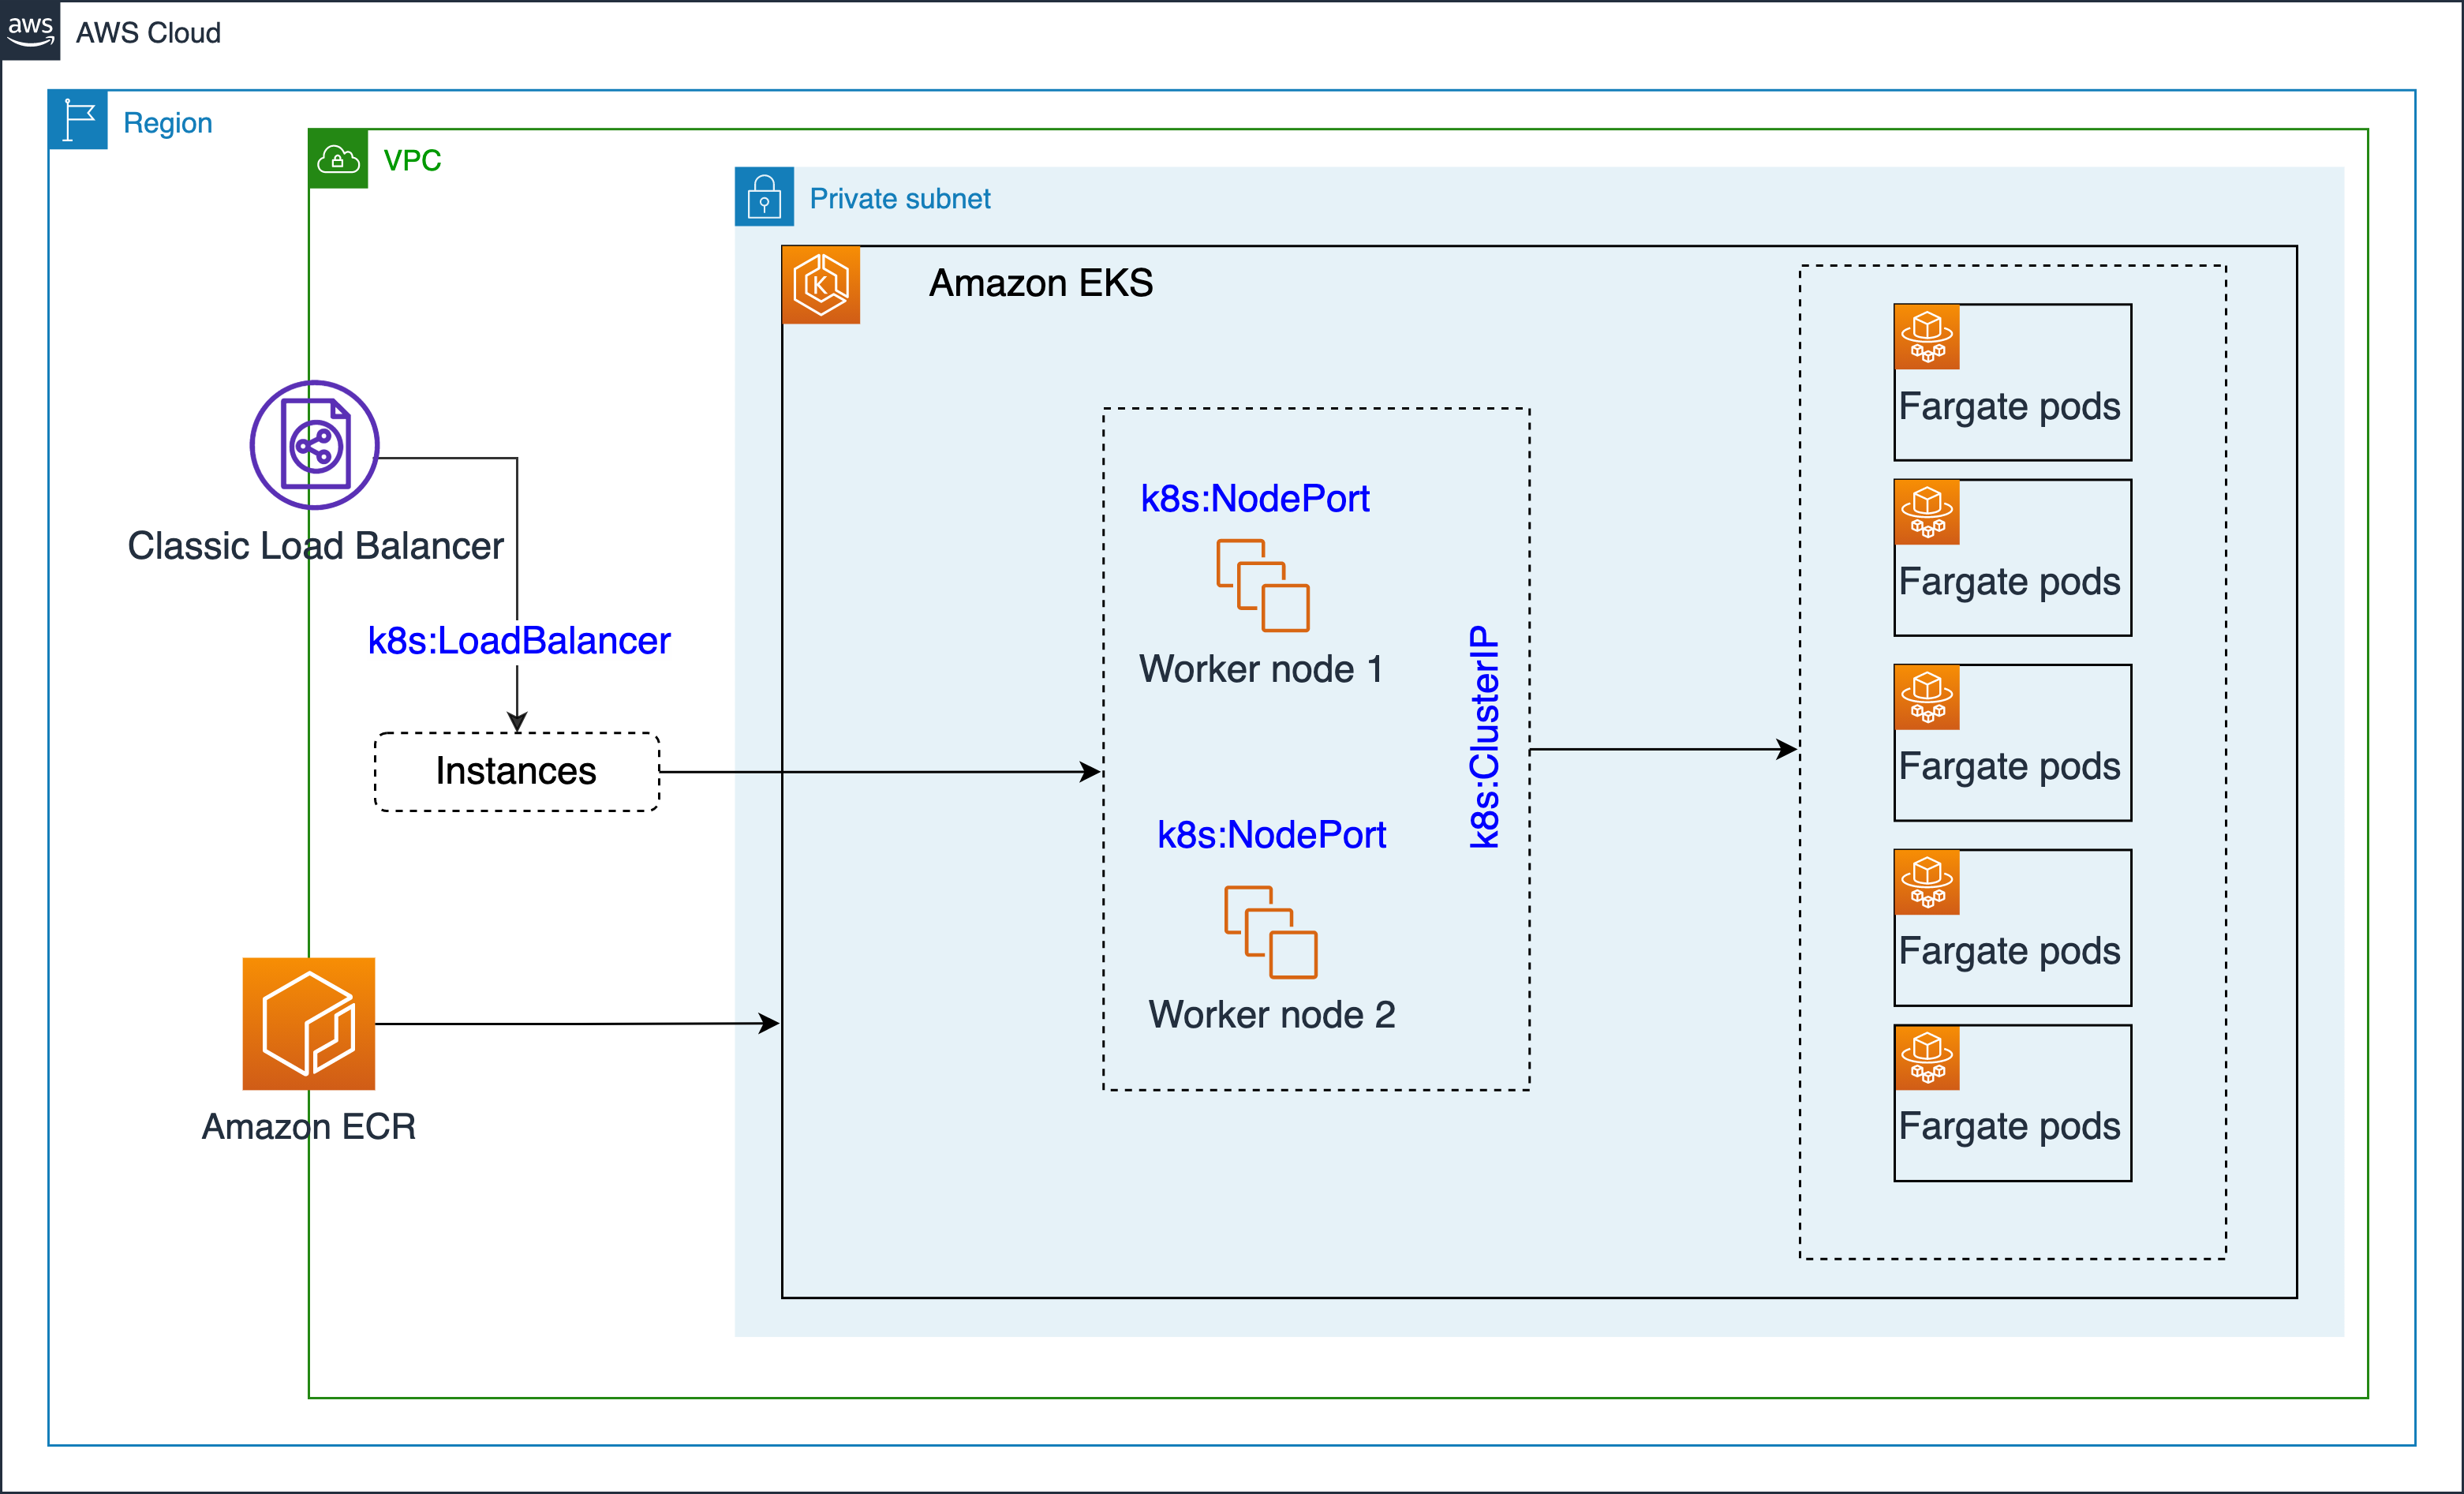 aws
AWS Cloud
Region
VPC
Private subnet
Amazon EKS
K
Classic Load Balancer
k8s:LoadBalancer
Instances
Amazon ECR
k8s:NodePort
Worker node 1
k8s:NodePort
Worker node 2
k8s:ClusterIP
Fargate pods
Fargate pods
Fargate pods
Fargate pods
Fargate pods